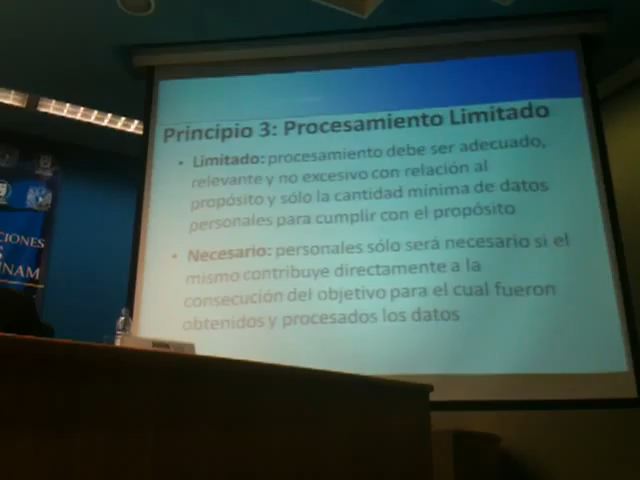 Principio 3: Procesamiento Limitado
• Limitado: procesamiento debe ser adecuado,
relevante y no excesivo con relación al
propósito y sólo la cantidad mínima de datos
personales para cumplir con el propósito
• Necesario: personales sólo será necesario si el
mismo contribuye directamente a la
consecución del objetivo para el cual fueron
obtenidos y procesados los datos
CIONES
NAM